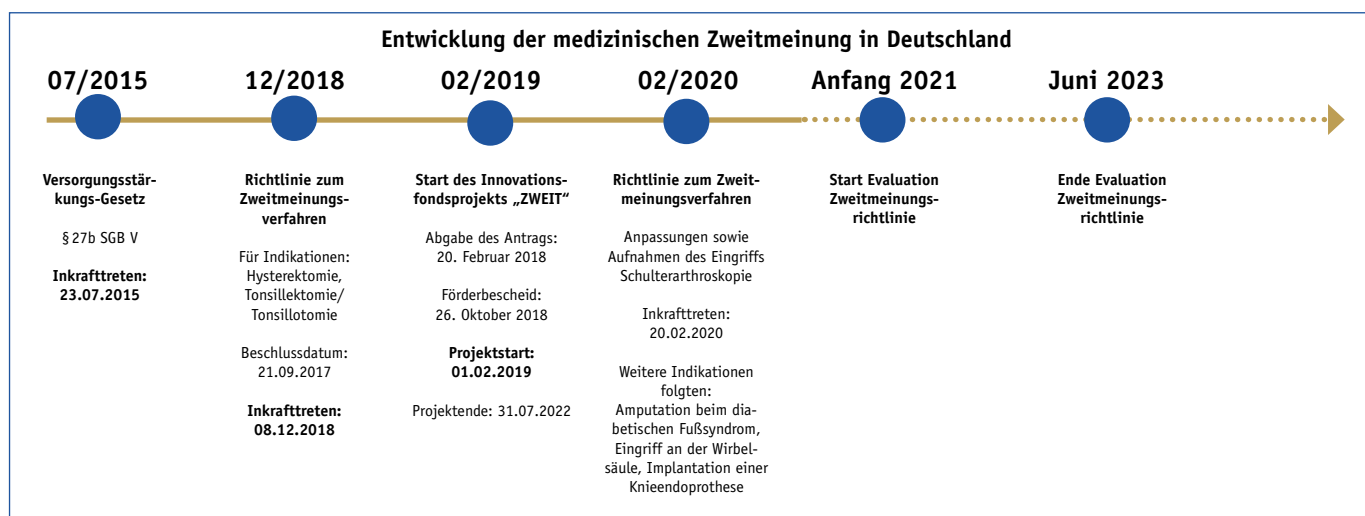 Entwicklung der medizinischen Zweitmeinung in Deutschland
07/2015
Versorgungsstär-
kungs-Gesetz
§ 27b SGB V
Inkrafttreten:
23.07.2015
12/2018
Richtlinie zum
Zweitmeinungs-
verfahren
Für Indikationen:
Hysterektomie,
Tonsillektomie/
Tonsillotomie
Beschlussdatum:
21.09.2017
Inkrafttreten:
08.12.2018
02/2019
Start des Innovations-
fondsprojekts „ZWEIT“
Abgabe des Antrags:
20. Februar 2018
Förderbescheid:
26. Oktober 2018
Projektstart:
01.02.2019
Projektende: 31.07.2022
02/2020
Richtlinie zum Zweit-
meinungsverfahren
Anpassungen sowie
Aufnahmen des Eingriffs
Schulterarthroskopie
Inkrafttreten:
20.02.2020
Weitere Indikationen
folgten:
Amputation beim dia-
betischen Fußsyndrom,
Eingriff an der Wirbel-
säule, Implantation einer
Knieendoprothese
Anfang 2021
Start Evaluation
Zweitmeinungs-
richtlinie
Juni 2023
Ende Evaluation
Zweitmeinungs-
richtlinie